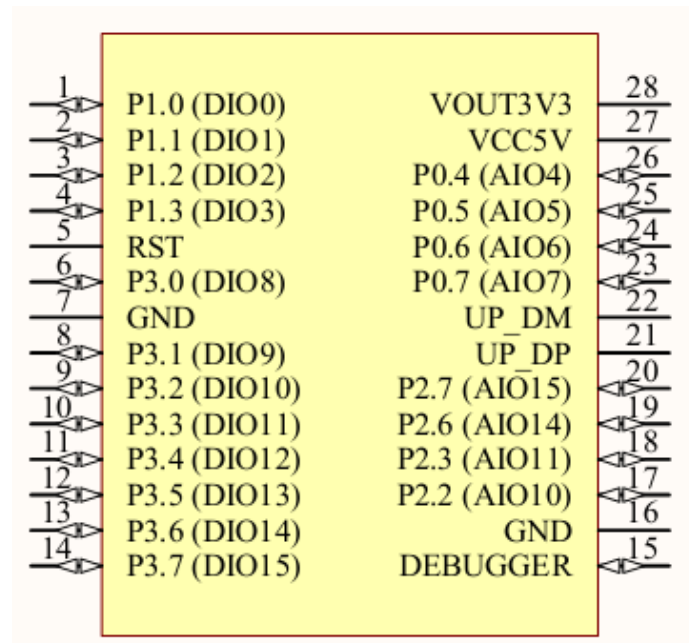 1 P1.0 (DIO0) VOUT3V3 28
2 P1.1 (DIO1) VCC5V 27
3 P1.2 (DIO2) P0.4 (AIO4) 26
4 P1.3 (DIO3) P0.5 (AIO5) 25
5 RST P0.6 (AIO6) 24
6 P3.0 (DIO8) P0.7 (AIO7) 23
7 GND UP_DM 22
8 P3.1 (DIO9) UP_DP 21
9 P3.2 (DIO10) P2.7 (AIO15) 20
10 P3.3 (DIO11) P2.6 (AIO14) 19
11 P3.4 (DIO12) P2.3 (AIO11) 18
12 P3.5 (DIO13) P2.2 (AIO10) 17
13 P3.6 (DIO14) GND 16
14 P3.7 (DIO15) DEBUGGER 15